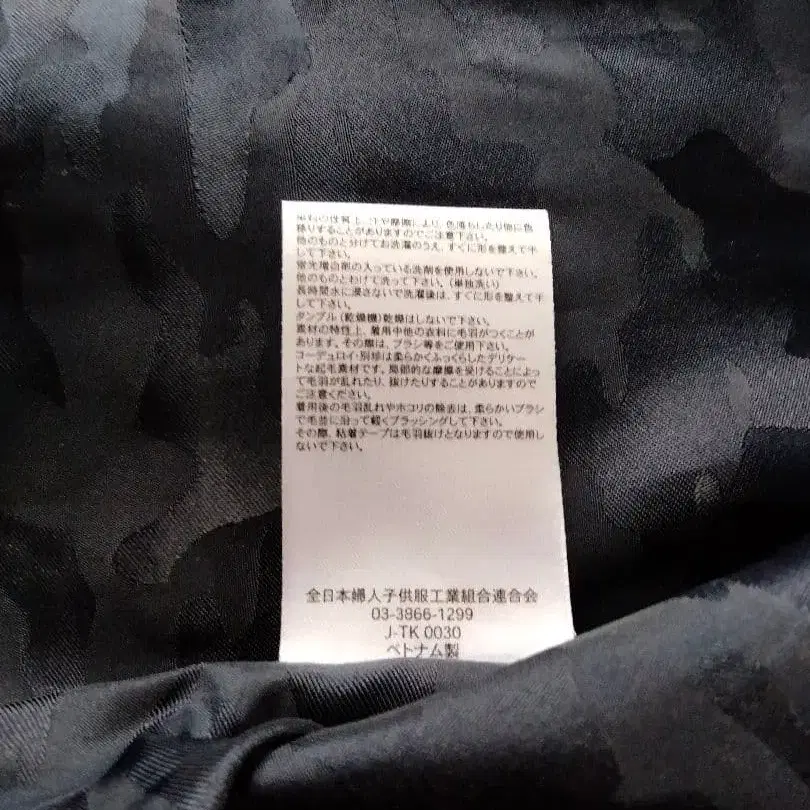 の性質上、汗や摩擦により、色落ちしたり他に色
移りすることがありますのでご注意下さい。
他のものと分けてお洗濯のうえ、すぐに形を整えて干
して下さい。
蛍光増白剤の入っている洗剤を使用しないで下さい。
他のものとわけて洗って下さい。(単独洗い)
長時間水に浸さないで洗濯後は、すぐに形を整えて干
して下さい。
タンブル(乾燥機)乾燥はしないで下さい。
素材の特性上、着用中他の衣料に毛羽がつくことが
あります。その際は、ブラシ等をご使用下さい。
コーデュロイ・別珍は柔らかくふっくらしたデリケー
トな起毛素材です。局部的な摩擦を受けることによっ
て毛羽が乱れたり、抜けたりすることがありますので
ご注意ください。
着用後の毛羽乱れやホコリの除去は、柔らかいブラシ
で毛並に沿って軽くブラッシングして下さい。
その際、粘着テープは毛羽抜けとなりますので使用し
ないで下さい。
全日本婦人子供服工業組合連合会
03-3866-1299
J-TK 0030
ベトナム製